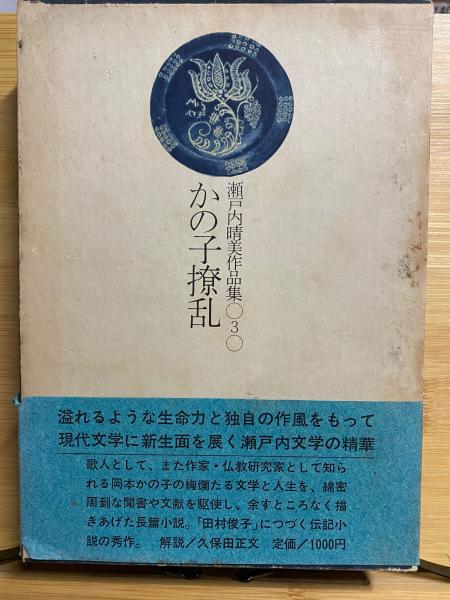 瀬戸内晴美作品集○3○
かの子撩乱
溢れるような生命力と独自の作風をもって
現代文学に新生面を展く瀬戸内文学の精華
歌人として、また作家・仏教研究家として知ら
れる岡本かの子の絢爛たる文学と人生を、綿密
周到な聞書や文献を駆使し、余すところなく描
きあげた長篇小説。「田村俊子」につづく伝記小
説の秀作。 解説/久保田正文 定価/1000円